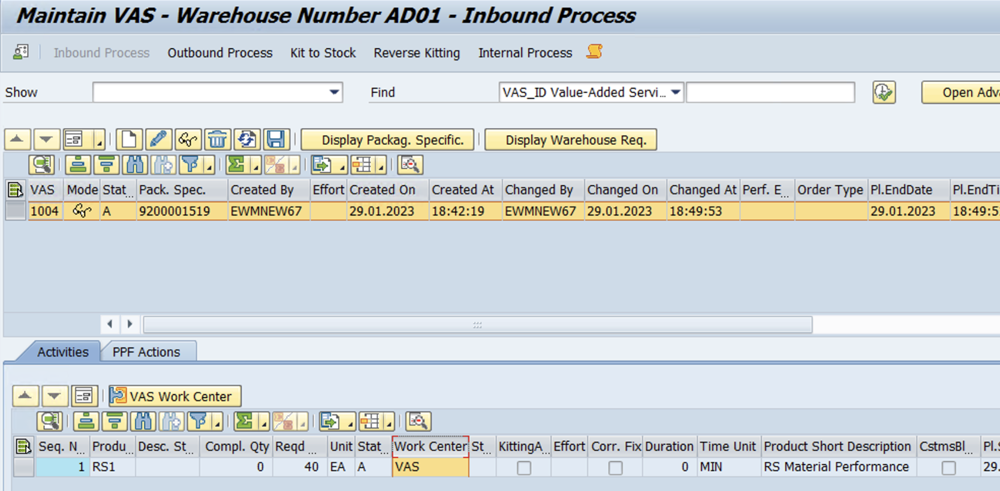 Maintain VAS - Warehouse Number AD01 - Inbound Process
Inbound Process Outbound Process Kit to Stock Reverse Kitting Internal Process
Show Find VAS_ID Value-Added Servi... Open Adva
Display Packag. Specific. Display Warehouse Req.
VAS Mode Stat... Pack. Spec. Created By Effort Created On Created At Changed By Changed On Changed At Perf. E... Order Type Pl.EndDate Pl.EndTi
1004 A 9200001519 EWMNEW67 29.01.2023 18:42:19 EWMNEW67 29.01.2023 18:49:53 29.01.2023 18:49:5
Activities PPF Actions
VAS Work Center
Seq. N... Produ... Desc. St... Compl. Qty Reqd ... Unit Stat... Work Center St... KittingA... Effort Corr. Fix Duration Time Unit Product Short Description CstmsBl... Pl.S
1 RS1 0 40 EA A VAS 0 MIN RS Material Performance 29.